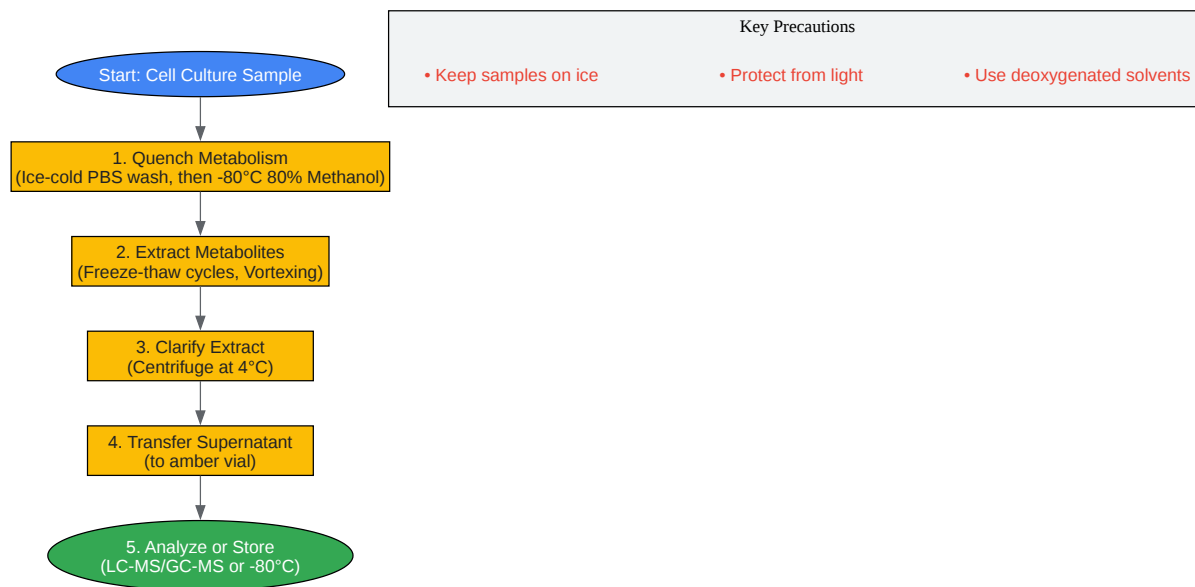 Key Precautions
• Keep samples on ice
• Protect from light
• Use deoxygenated solvents
Start: Cell Culture Sample
1. Quench Metabolism
(Ice-cold PBS wash, then -80°C 80% Methanol)
2. Extract Metabolites
(Freeze-thaw cycles, Vortexing)
3. Clarify Extract
(Centrifuge at 4°C)
4. Transfer Supernatant
(to amber vial)
5. Analyze or Store
(LC-MS/GC-MS or -80°C)